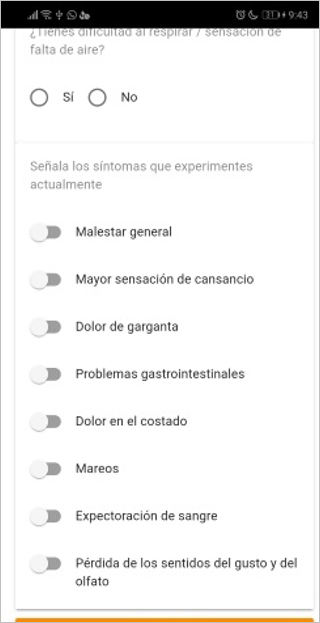 9:43
¿Tienes dificultad al respirar / sensación de
falta de aire?
Sí No
Señala los síntomas que experimentes
actualmente
Malestar general
Mayor sensación de cansancio
Dolor de garganta
Problemas gastrointestinales
Dolor en el costado
Mareos
Expectoración de sangre
Pérdida de los sentidos del gusto y del
olfato